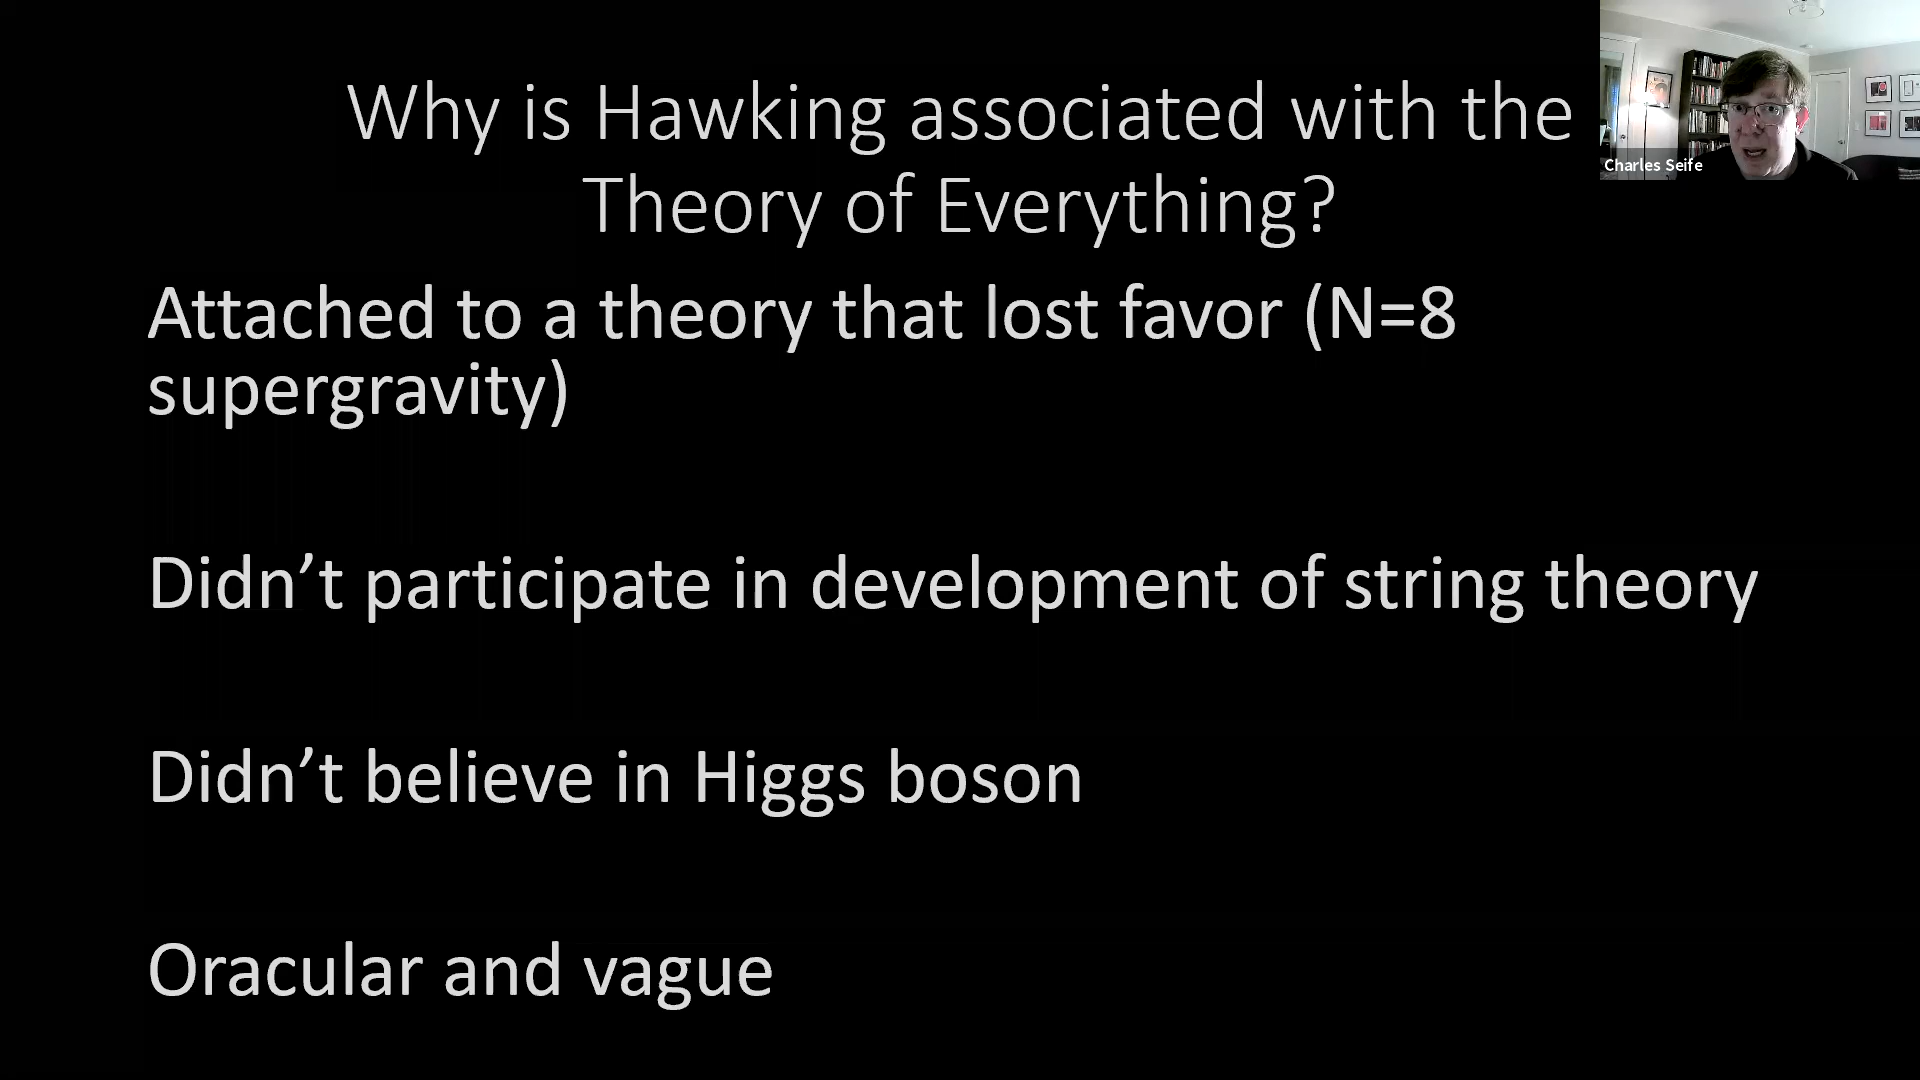 Why is Hawking associated with the
Theory of Everything?
Charles Seife
Attached to a theory that lost favor (N=8
supergravity)
Didn’t participate in development of string theory
Didn’t believe in Higgs boson
Oracular and vague